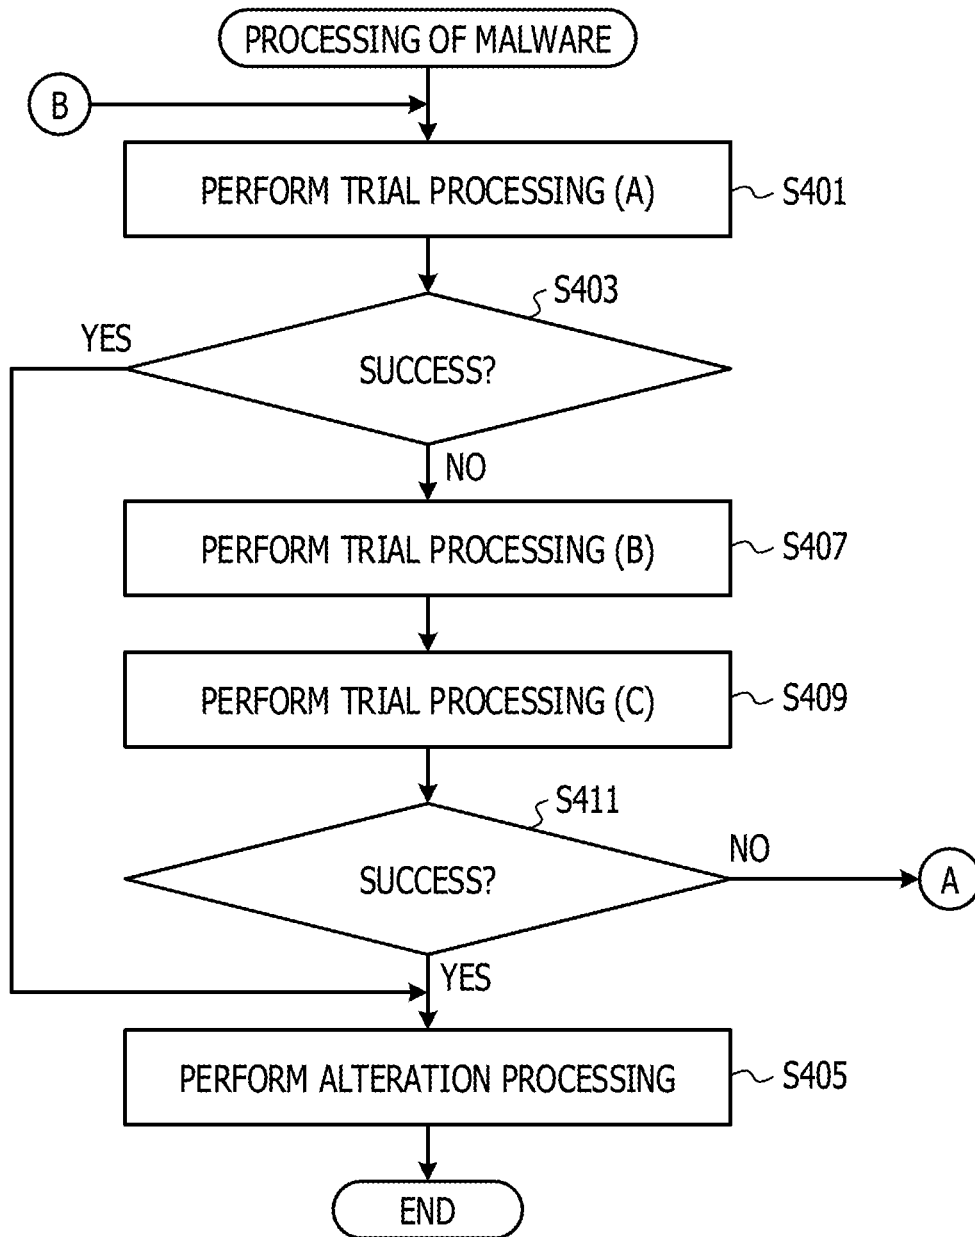 PROCESSING OF MALWARE
B
PERFORM TRIAL PROCESSING (A)
S401
S403
YES
SUCCESS?
NO
PERFORM TRIAL PROCESSING (B)
S407
PERFORM TRIAL PROCESSING (C)
S409
S411
NO
SUCCESS?
A
YES
PERFORM ALTERATION PROCESSING
S405
END